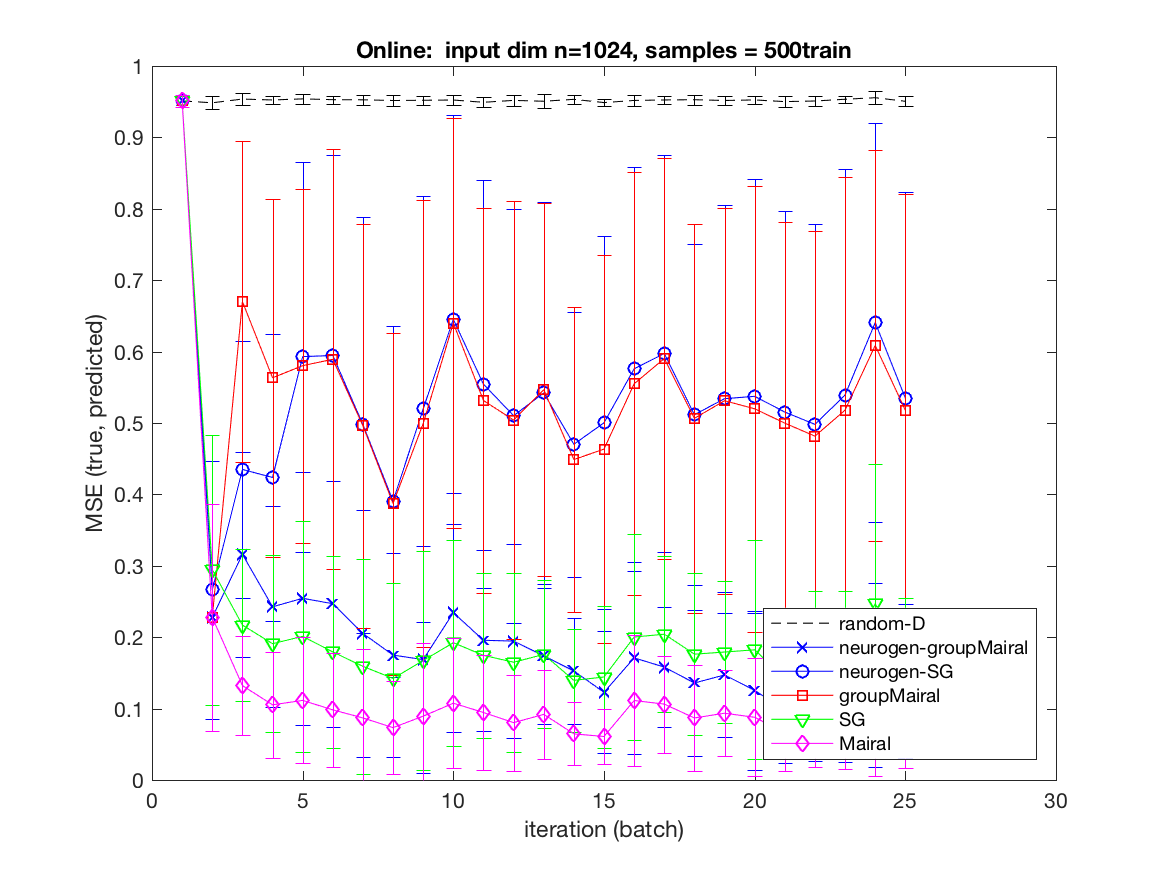 Online:  input dim n=1024, samples = 500train
MSE (true, predicted)
1
0.9
0.8
0.7
0.6
0.5
0.4
0.3
0.2
0.1
0
0 5 10 15 20 25 30
iteration (batch)
random-D
neurogen-groupMairal
neurogen-SG
groupMairal
SG
Mairal